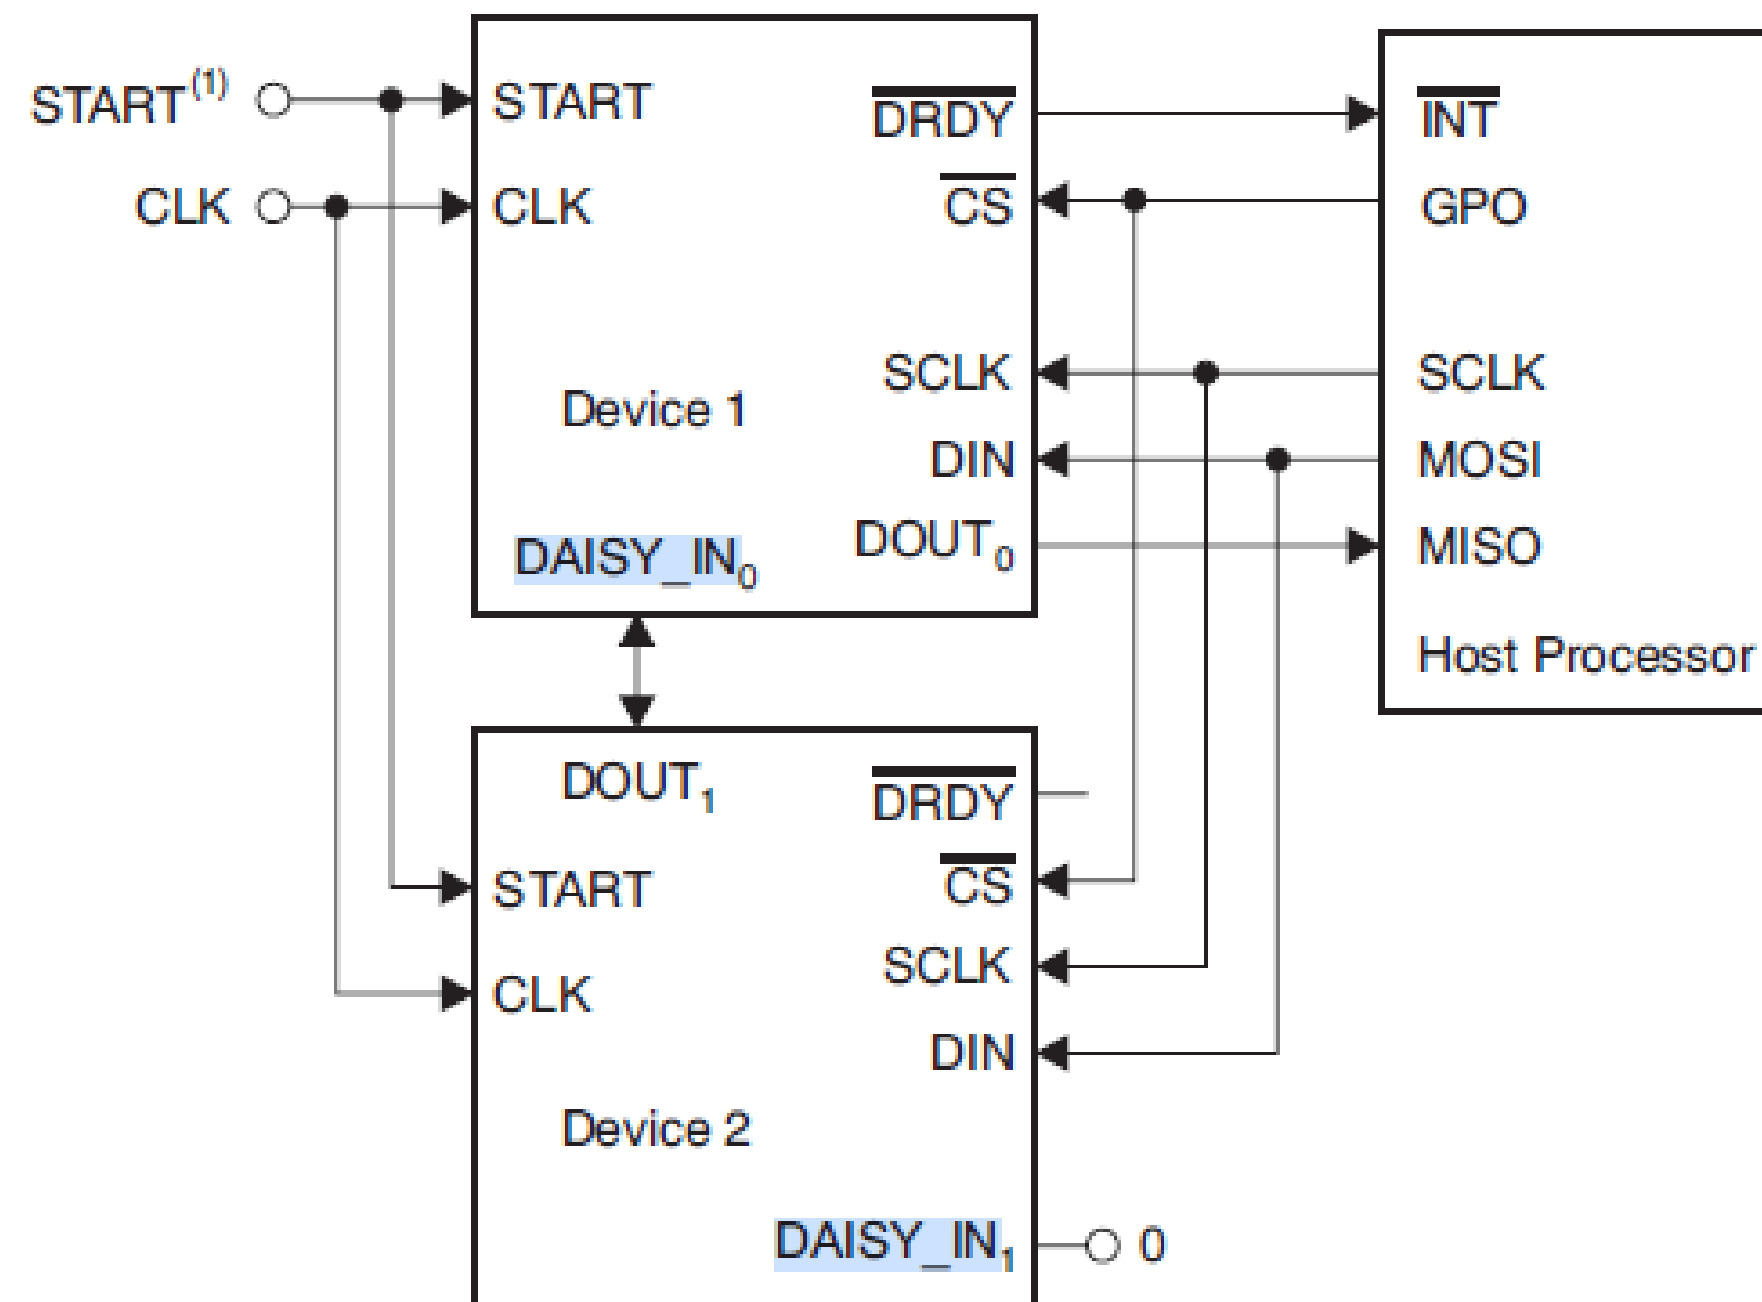 START(1)
CLK
START
CLK
Device 1
DAISY_IN0
DRDY
CS
SCLK
DIN
DOUT0
INT
GPO
SCLK
MOSI
MISO
Host Processor
DOUT1
START
CLK
Device 2
DRDY
CS
SCLK
DIN
DAISY_IN1
0